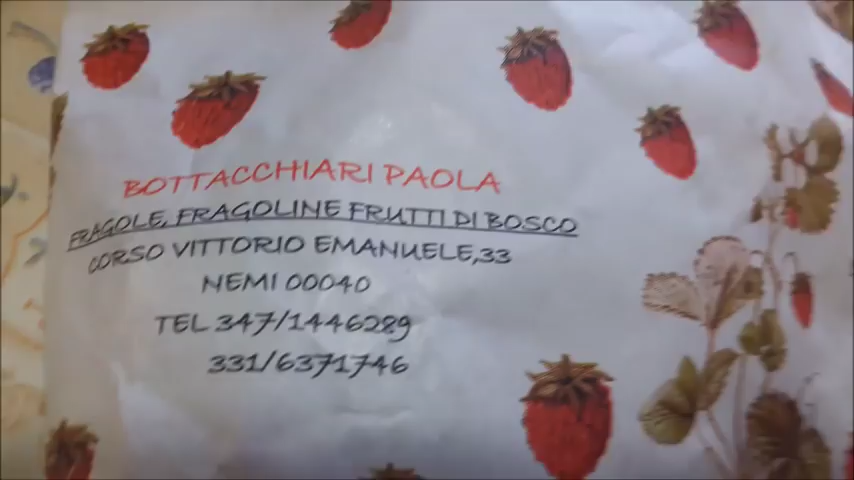 BOTTACCHIARI PAOLA
FRAGOLE, FRAGOLINE FRUTTI DI BOSCO
CORSO VITTORIO EMANUELE,33
NEMI 00040
TEL 347/1446289
331/6371746